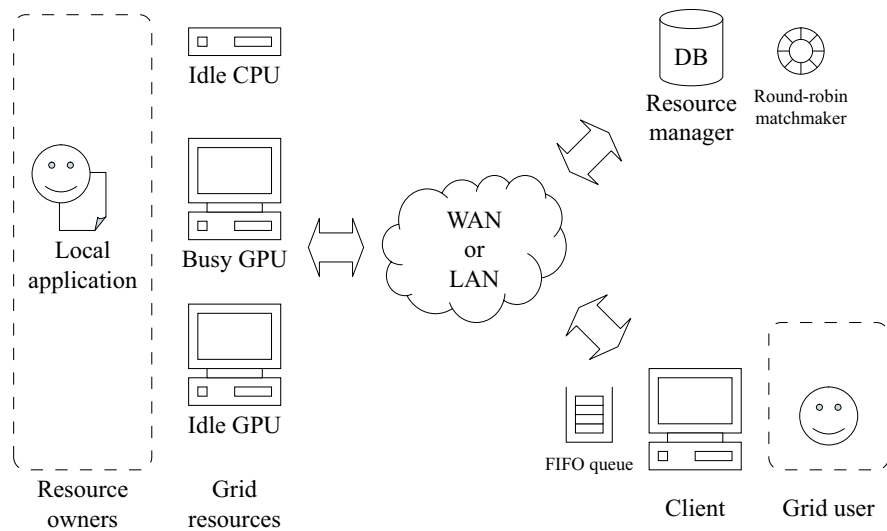 Idle CPU
DB
Resource
manager
Round-robin
matchmaker
Local
application
Busy GPU
WAN
or
LAN
Idle GPU
FIFO queue
Resource
owners
Grid
resources
Client
Grid user